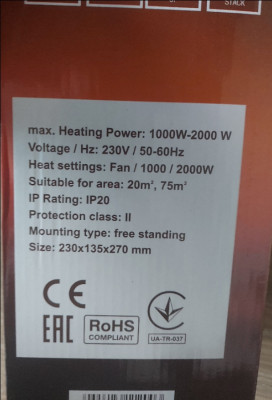 STACK
max. Heating Power: 1000W-2000 W
Voltage / Hz: 230V / 50-60Hz
Heat settings: Fan / 1000 / 2000W
Suitable for area: 20m², 75m²
IP Rating: IP20
Protection class: II
Mounting type: free standing
Size: 230x135x270 mm
CE
EAC
RoHS
COMPLIANT
UA-TR-037